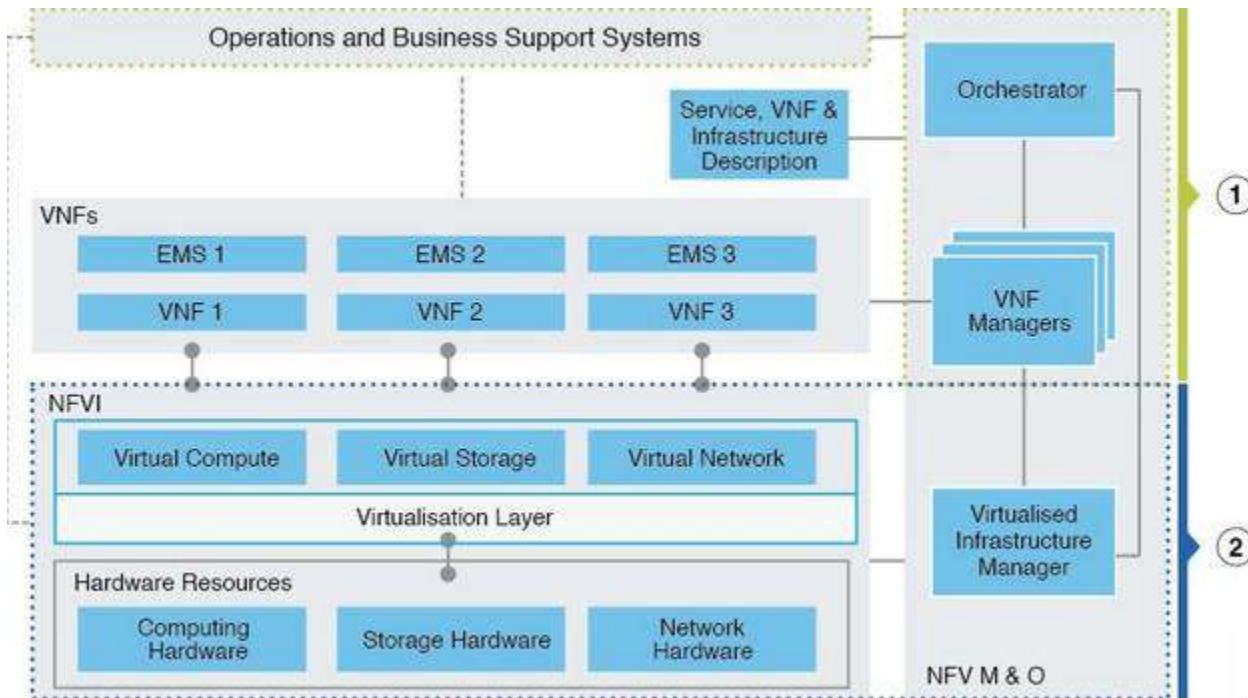 Operations and Business Support Systems
Orchestrator
Service, VNF &
Infrastructure
Description
1
VNFs
EMS 1
EMS 2
EMS 3
VNF 1
VNF 2
VNF 3
VNF
Managers
NFVI
Virtual Compute
Virtual Storage
Virtual Network
Virtualisation Layer
Virtualised
Infrastructure
Manager
2
Hardware Resources
Computing
Hardware
Storage Hardware
Network
Hardware
NFV M & O